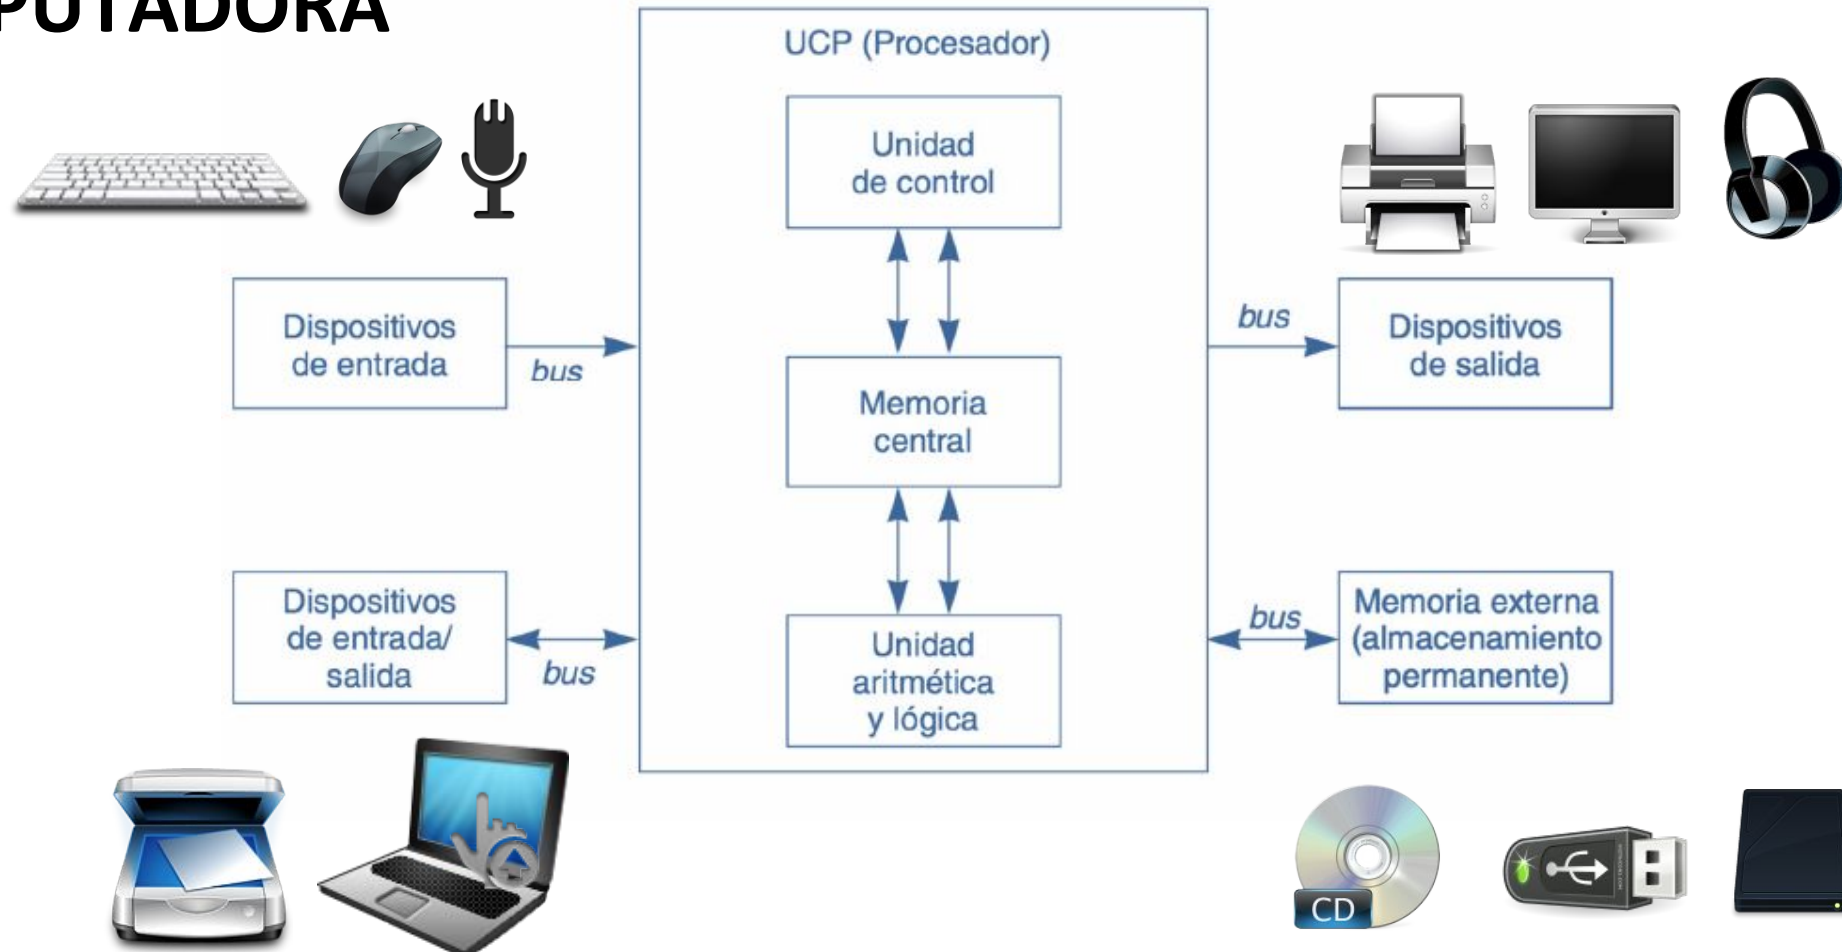 PUTADORA
UCP (Procesador)
Unidad
de control
Dispositivos
de entrada
bus
Memoria
central
bus
Dispositivos
de salida
Dispositivos
de entrada/
salida
bus
Unidad
aritmética
y lógica
bus
Memoria externa
(almacenamiento
permanente)
CD